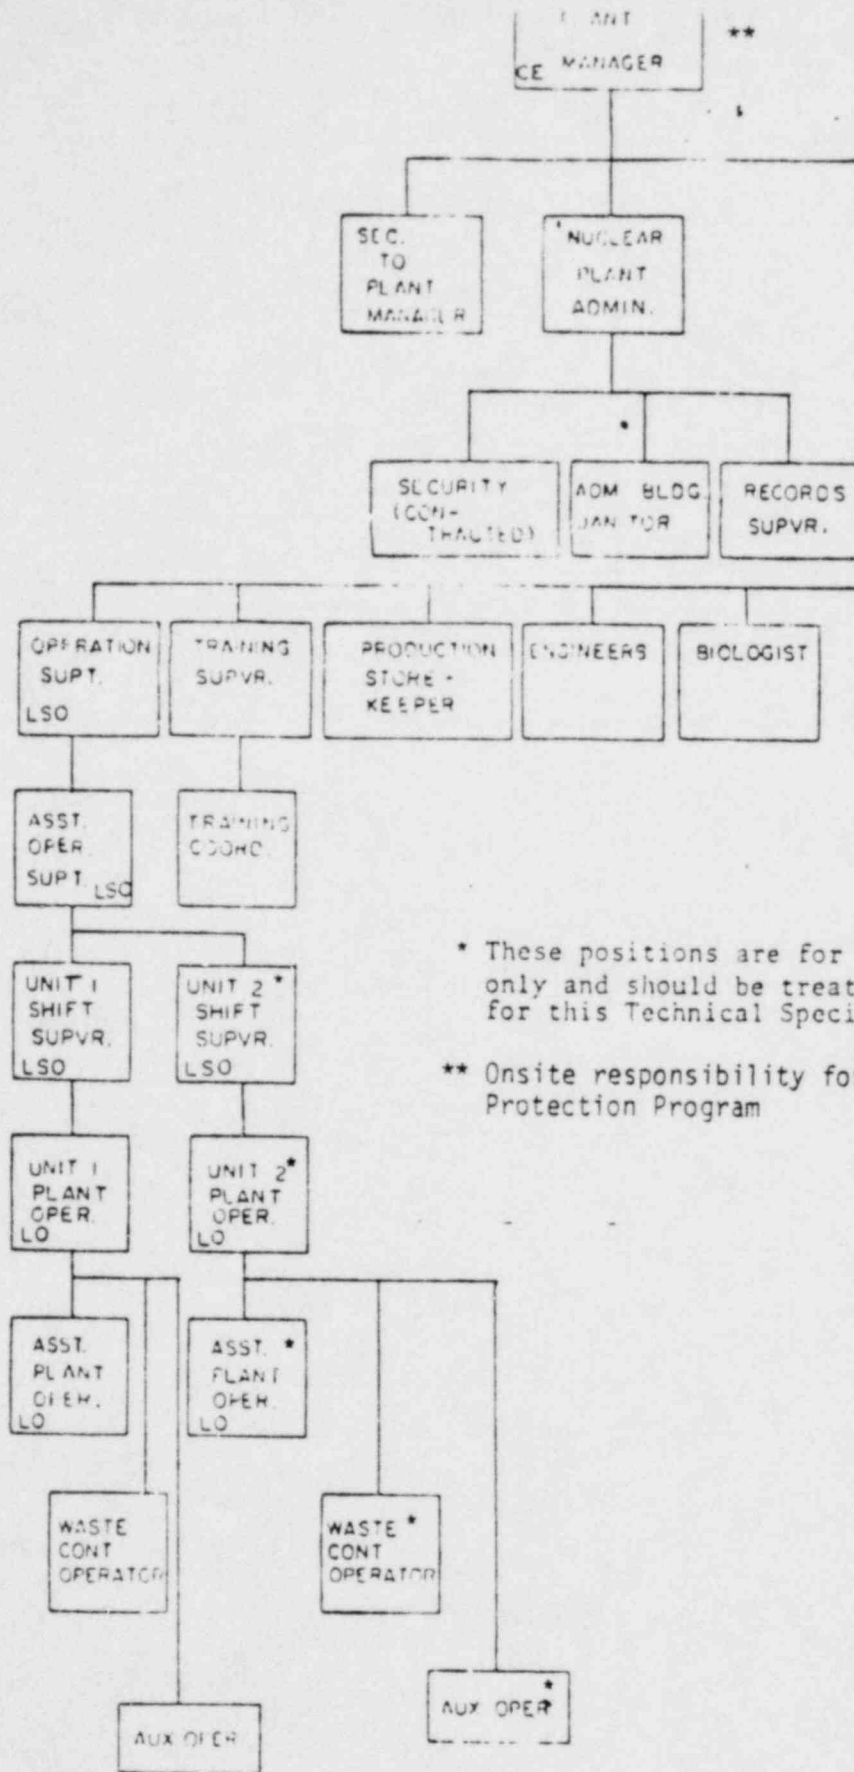 PLANT
**
CE MANAGER
SEC.
TO
PLANT
MANAGER
NUCLEAR
PLANT
ADMIN.
SECURITY
(CON-
TRACTED)
ADM BLDG.
JANITOR
RECORDS
SUPVR.
OPERATION
SUPT.
LSO
TRAINING
SUPVR.
PRODUCTION
STORE-
KEEPER
ENGINEERS
BIOLOGIST
ASST.
OPER.
SUPT. LSO
TRAINING
COORD.
* These positions are for
only and should be treat
for this Technical Speci
** Onsite responsibility fo
Protection Program
UNIT 1
SHIFT
SUPVR.
LSO
UNIT 2 *
SHIFT
SUPVR.
LSO
UNIT 1
PLANT
OPER.
LO
UNIT 2 *
PLANT
OPER.
LO
ASST.
PLANT
OPER.
LO
ASST. *
PLANT
OPER.
LO
WASTE
CONT
OPERATOR
WASTE *
CONT
OPERATOR
AUX OPER
AUX OPER *